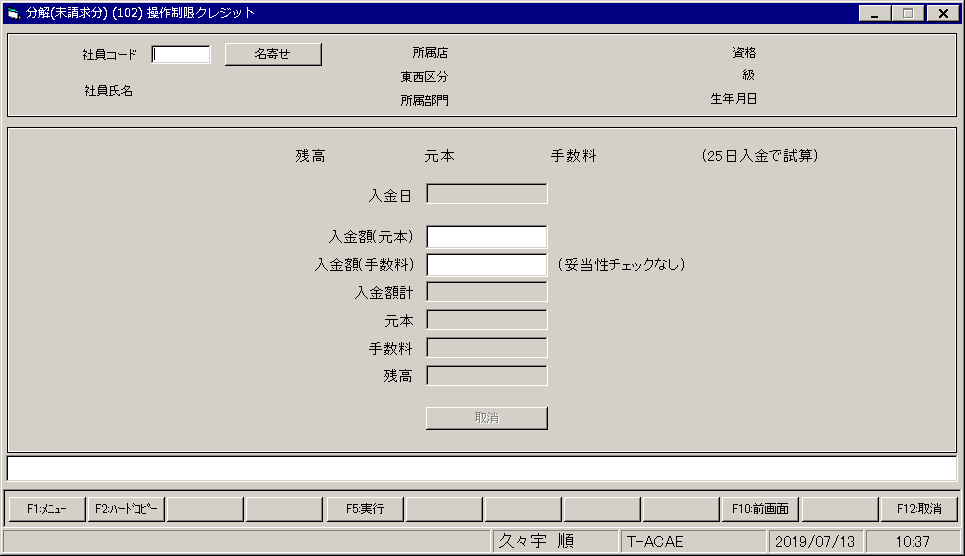 分解(末請求分) (102) 操作制限クレジット
社員コード 名寄せ 所属店 資格
東西区分 級
社員氏名 所属部門 生年月日
残高 元本 手数料 (25日入金で試算)
入金日
入金額(元本)
入金額(手数料) (妥当性チェックなし)
入金額計
元本
手数料
残高
取消
F1:ﾒﾆｭｰ F2:ﾊｰﾄﾞｺﾋﾟｰ F5:実行 F10:前画面 F12:取消
久々宇 順 T-ACAE 2019/07/13 10:37